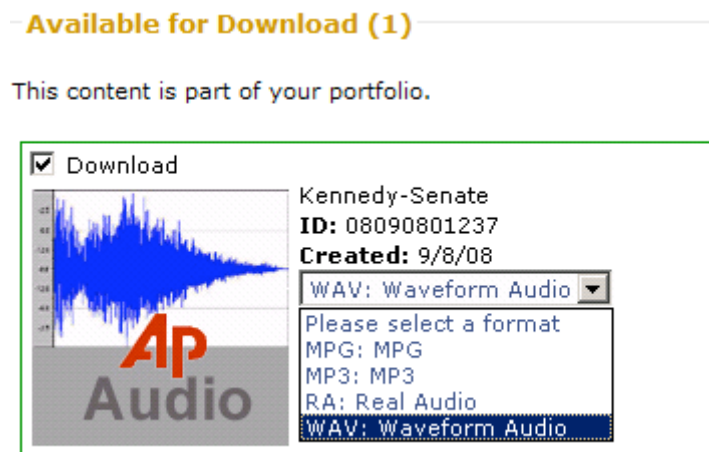 Available for Download (1)
This content is part of your portfolio.
Download
Kennedy-Senate
ID: 08090801237
Created: 9/8/08
WAV: Waveform Audio
Please select a format
MPG: MPG
MP3: MP3
RA: Real Audio
WAV: Waveform Audio
AP
Audio